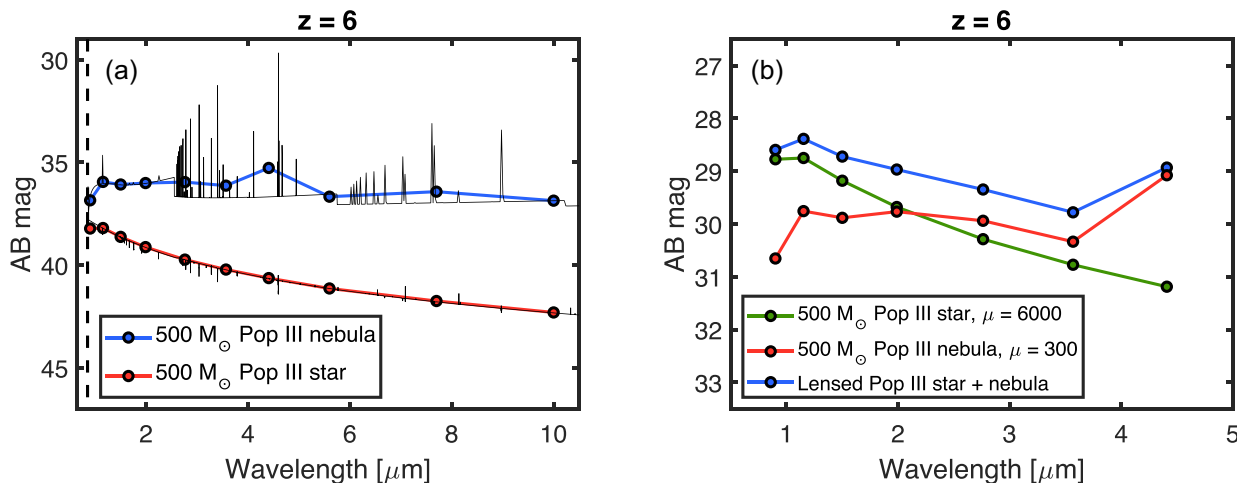 z = 6
(a)
AB mag
30
35
40
45
500 M☉ Pop III nebula
500 M☉ Pop III star
2
4
6
8
10
Wavelength [μm]
z = 6
(b)
AB mag
27
28
29
30
31
32
33
500 M☉ Pop III star, μ = 6000
500 M☉ Pop III nebula, μ = 300
Lensed Pop III star + nebula
1
2
3
4
5
Wavelength [μm]